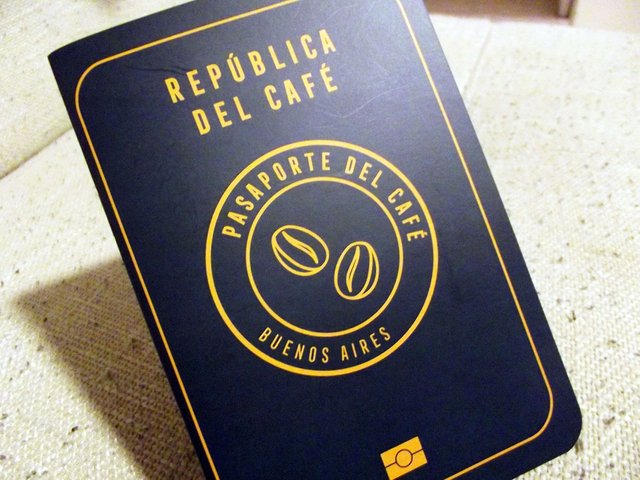 REPÚBLICA
DEL CAFÉ
PASAPORTE DEL CAFÉ
BUENOS AIRES